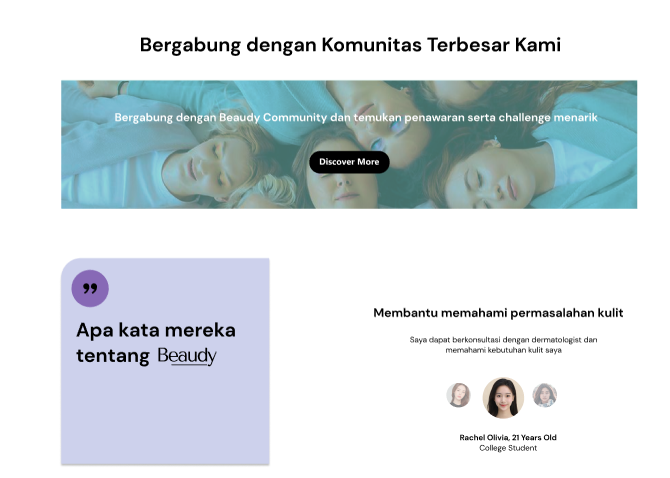 Bergabung dengan Komunitas Terbesar Kami
Bergabung dengan Beaudy Community dan temukan penawaran serta challenge menarik
Discover More
Apa kata mereka
tentang Beaudy
Membantu memahami permasalahan kulit
Saya dapat berkonsultasi dengan dermatologist dan
memahami kebutuhan kulit saya
Rachel Olivia, 21 Years Old
College Student